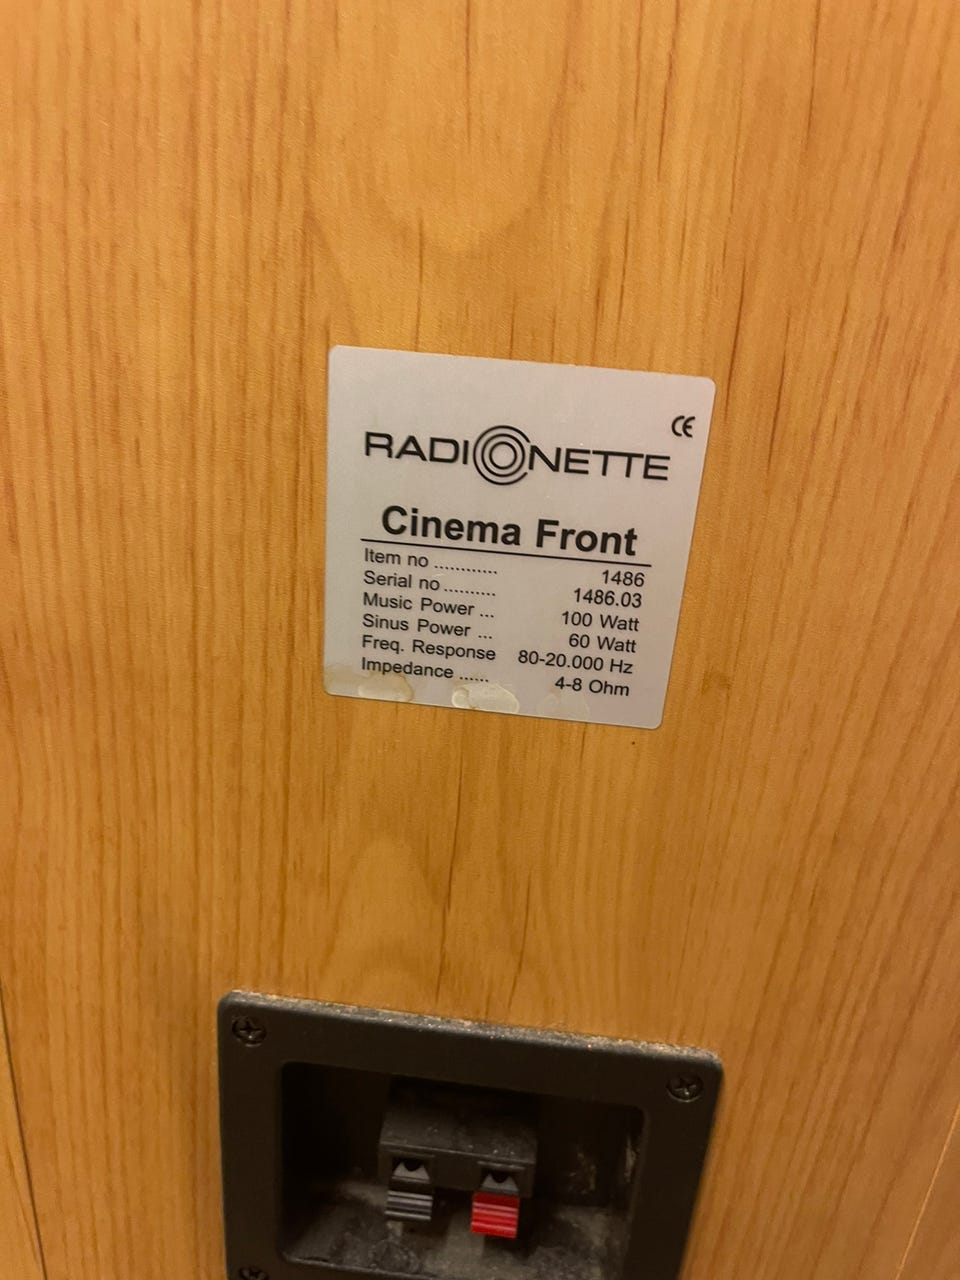 CE
RADIONETTE
Cinema Front
Item no ............ 1486
Serial no .......... 1486.03
Music Power ... 100 Watt
Sinus Power ... 60 Watt
Freq. Response 80-20.000 Hz
Impedance ...... 4-8 Ohm